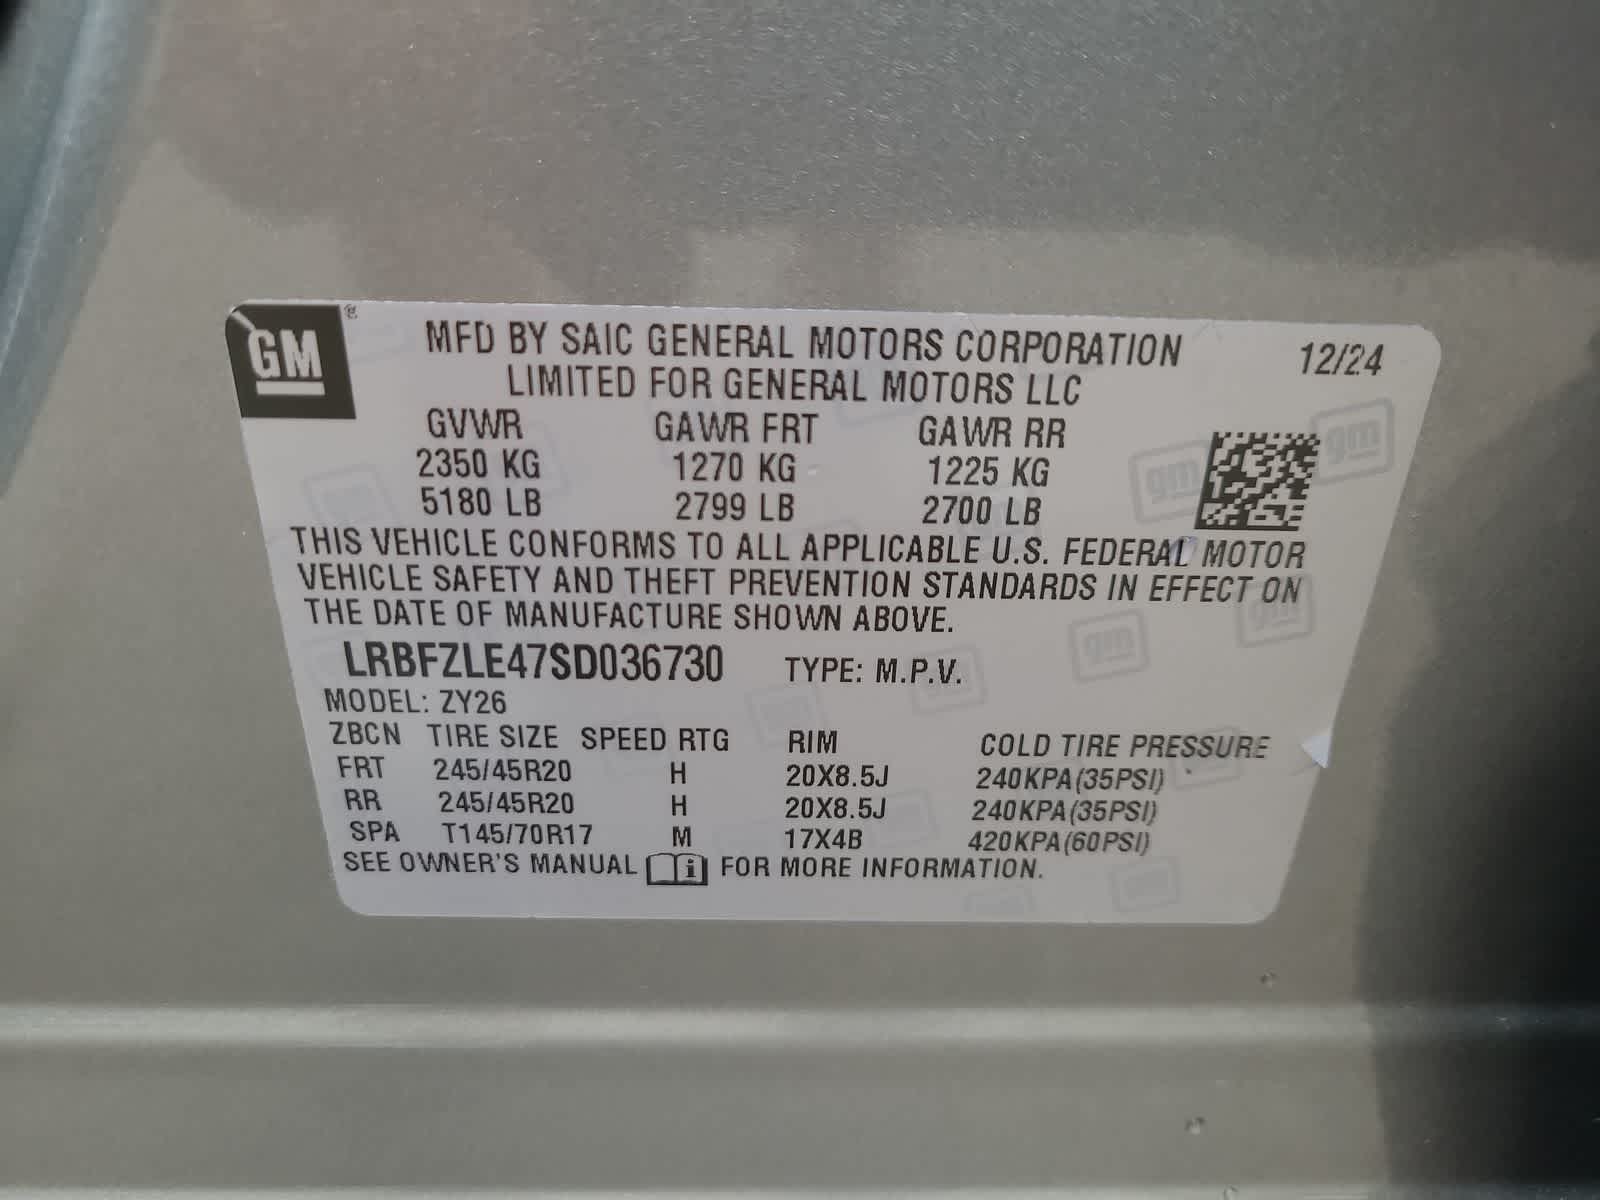 GM ®
MFD BY SAIC GENERAL MOTORS CORPORATION 12/24
LIMITED FOR GENERAL MOTORS LLC
GVWR GAWR FRT GAWR RR
2350 KG 1270 KG 1225 KG
5180 LB 2799 LB 2700 LB
THIS VEHICLE CONFORMS TO ALL APPLICABLE U.S. FEDERAL MOTOR
VEHICLE SAFETY AND THEFT PREVENTION STANDARDS IN EFFECT ON
THE DATE OF MANUFACTURE SHOWN ABOVE.
LRBFZLE47SD036730 TYPE: M.P.V.
MODEL: ZY26
ZBCN TIRE SIZE SPEED RTG RIM COLD TIRE PRESSURE
FRT 245/45R20 H 20X8.5J 240KPA(35PSI)
RR 245/45R20 H 20X8.5J 240KPA(35PSI)
SPA T145/70R17 M 17X4B 420KPA(60PSI)
SEE OWNER'S MANUAL i FOR MORE INFORMATION.